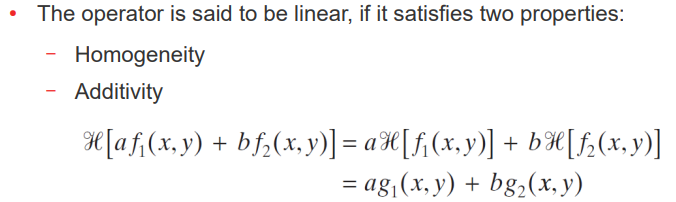 • The operator is said to be linear, if it satisfies two properties:
– Homogeneity
– Additivity
ℋ[af₁(x, y) + bf₂(x, y)] = aℋ[f₁(x, y)] + bℋ[f₂(x, y)]
= ag₁(x, y) + bg₂(x, y)